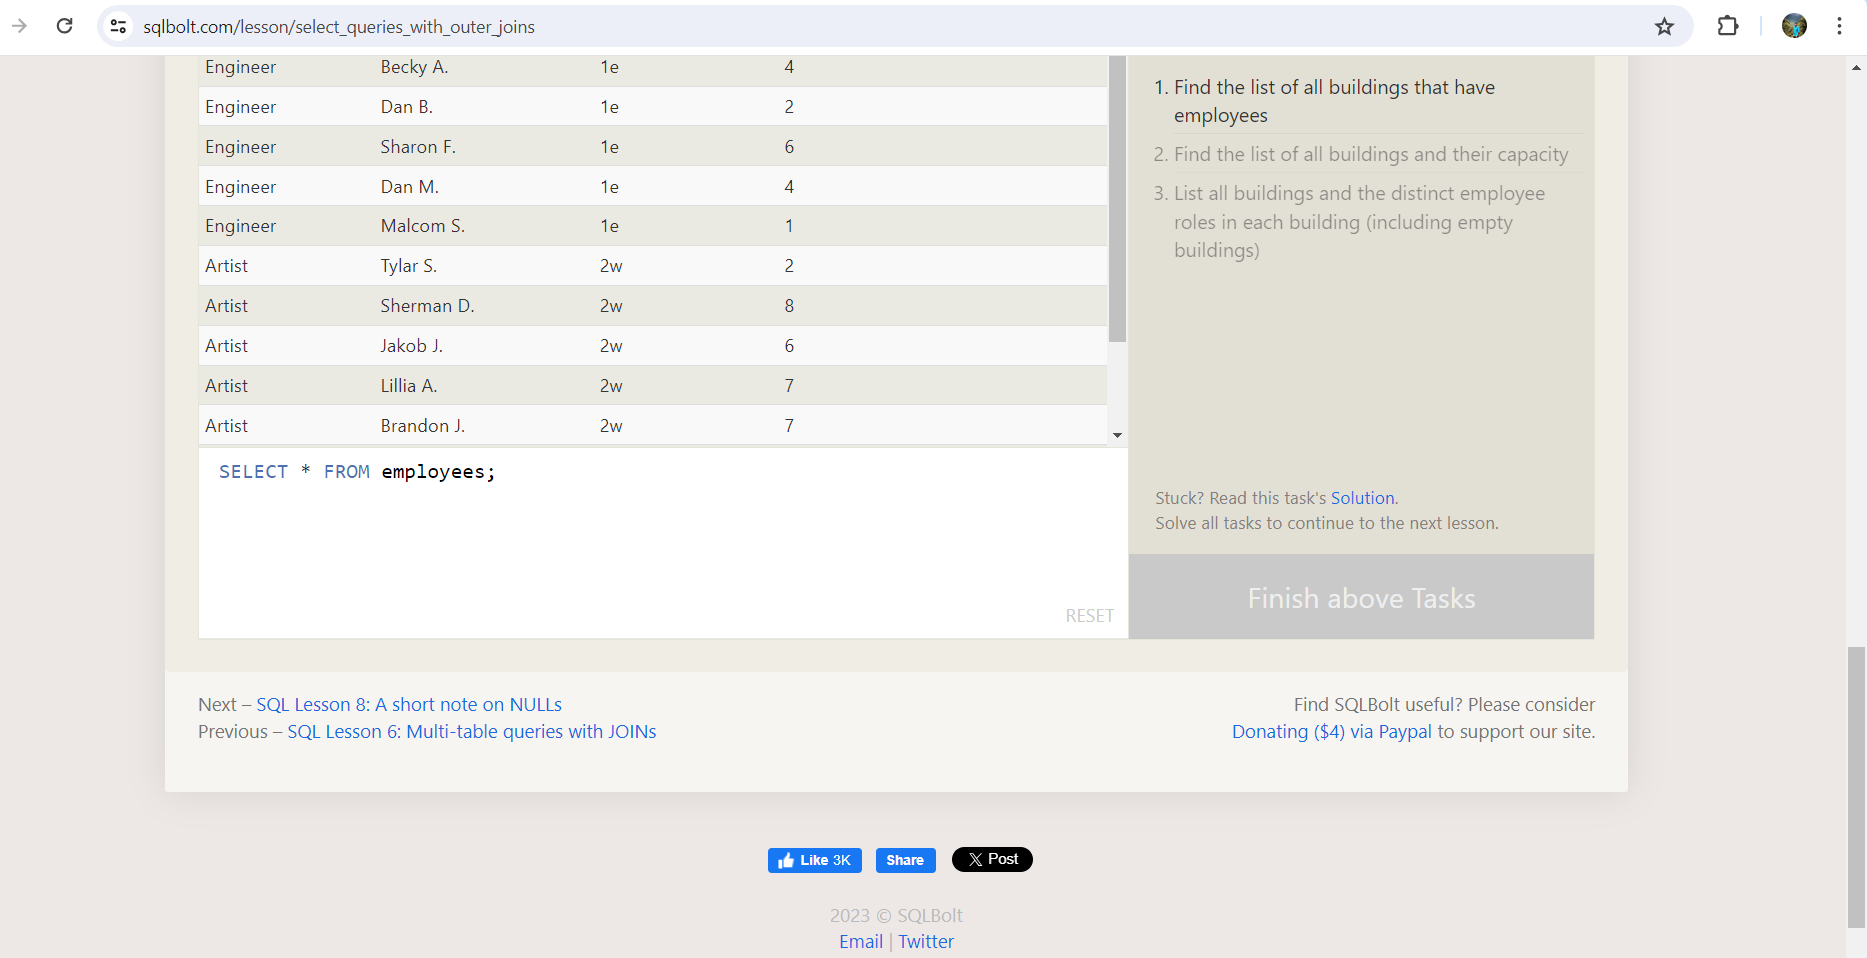 sqlbolt.com/lesson/select_queries_with_outer_joins
Engineer Becky A. 1e 4
Engineer Dan B. 1e 2
Engineer Sharon F. 1e 6
Engineer Dan M. 1e 4
Engineer Malcom S. 1e 1
Artist Tylar S. 2w 2
Artist Sherman D. 2w 8
Artist Jakob J. 2w 6
Artist Lillia A. 2w 7
Artist Brandon J. 2w 7
SELECT * FROM employees;
RESET
1. Find the list of all buildings that have
employees
2. Find the list of all buildings and their capacity
3. List all buildings and the distinct employee
roles in each building (including empty
buildings)
Stuck? Read this task's Solution.
Solve all tasks to continue to the next lesson.
Finish above Tasks
Next – SQL Lesson 8: A short note on NULLs
Previous – SQL Lesson 6: Multi-table queries with JOINs
Find SQLBolt useful? Please consider
Donating ($4) via Paypal to support our site.
Like 3K Share X Post
2023 © SQLBolt
Email | Twitter